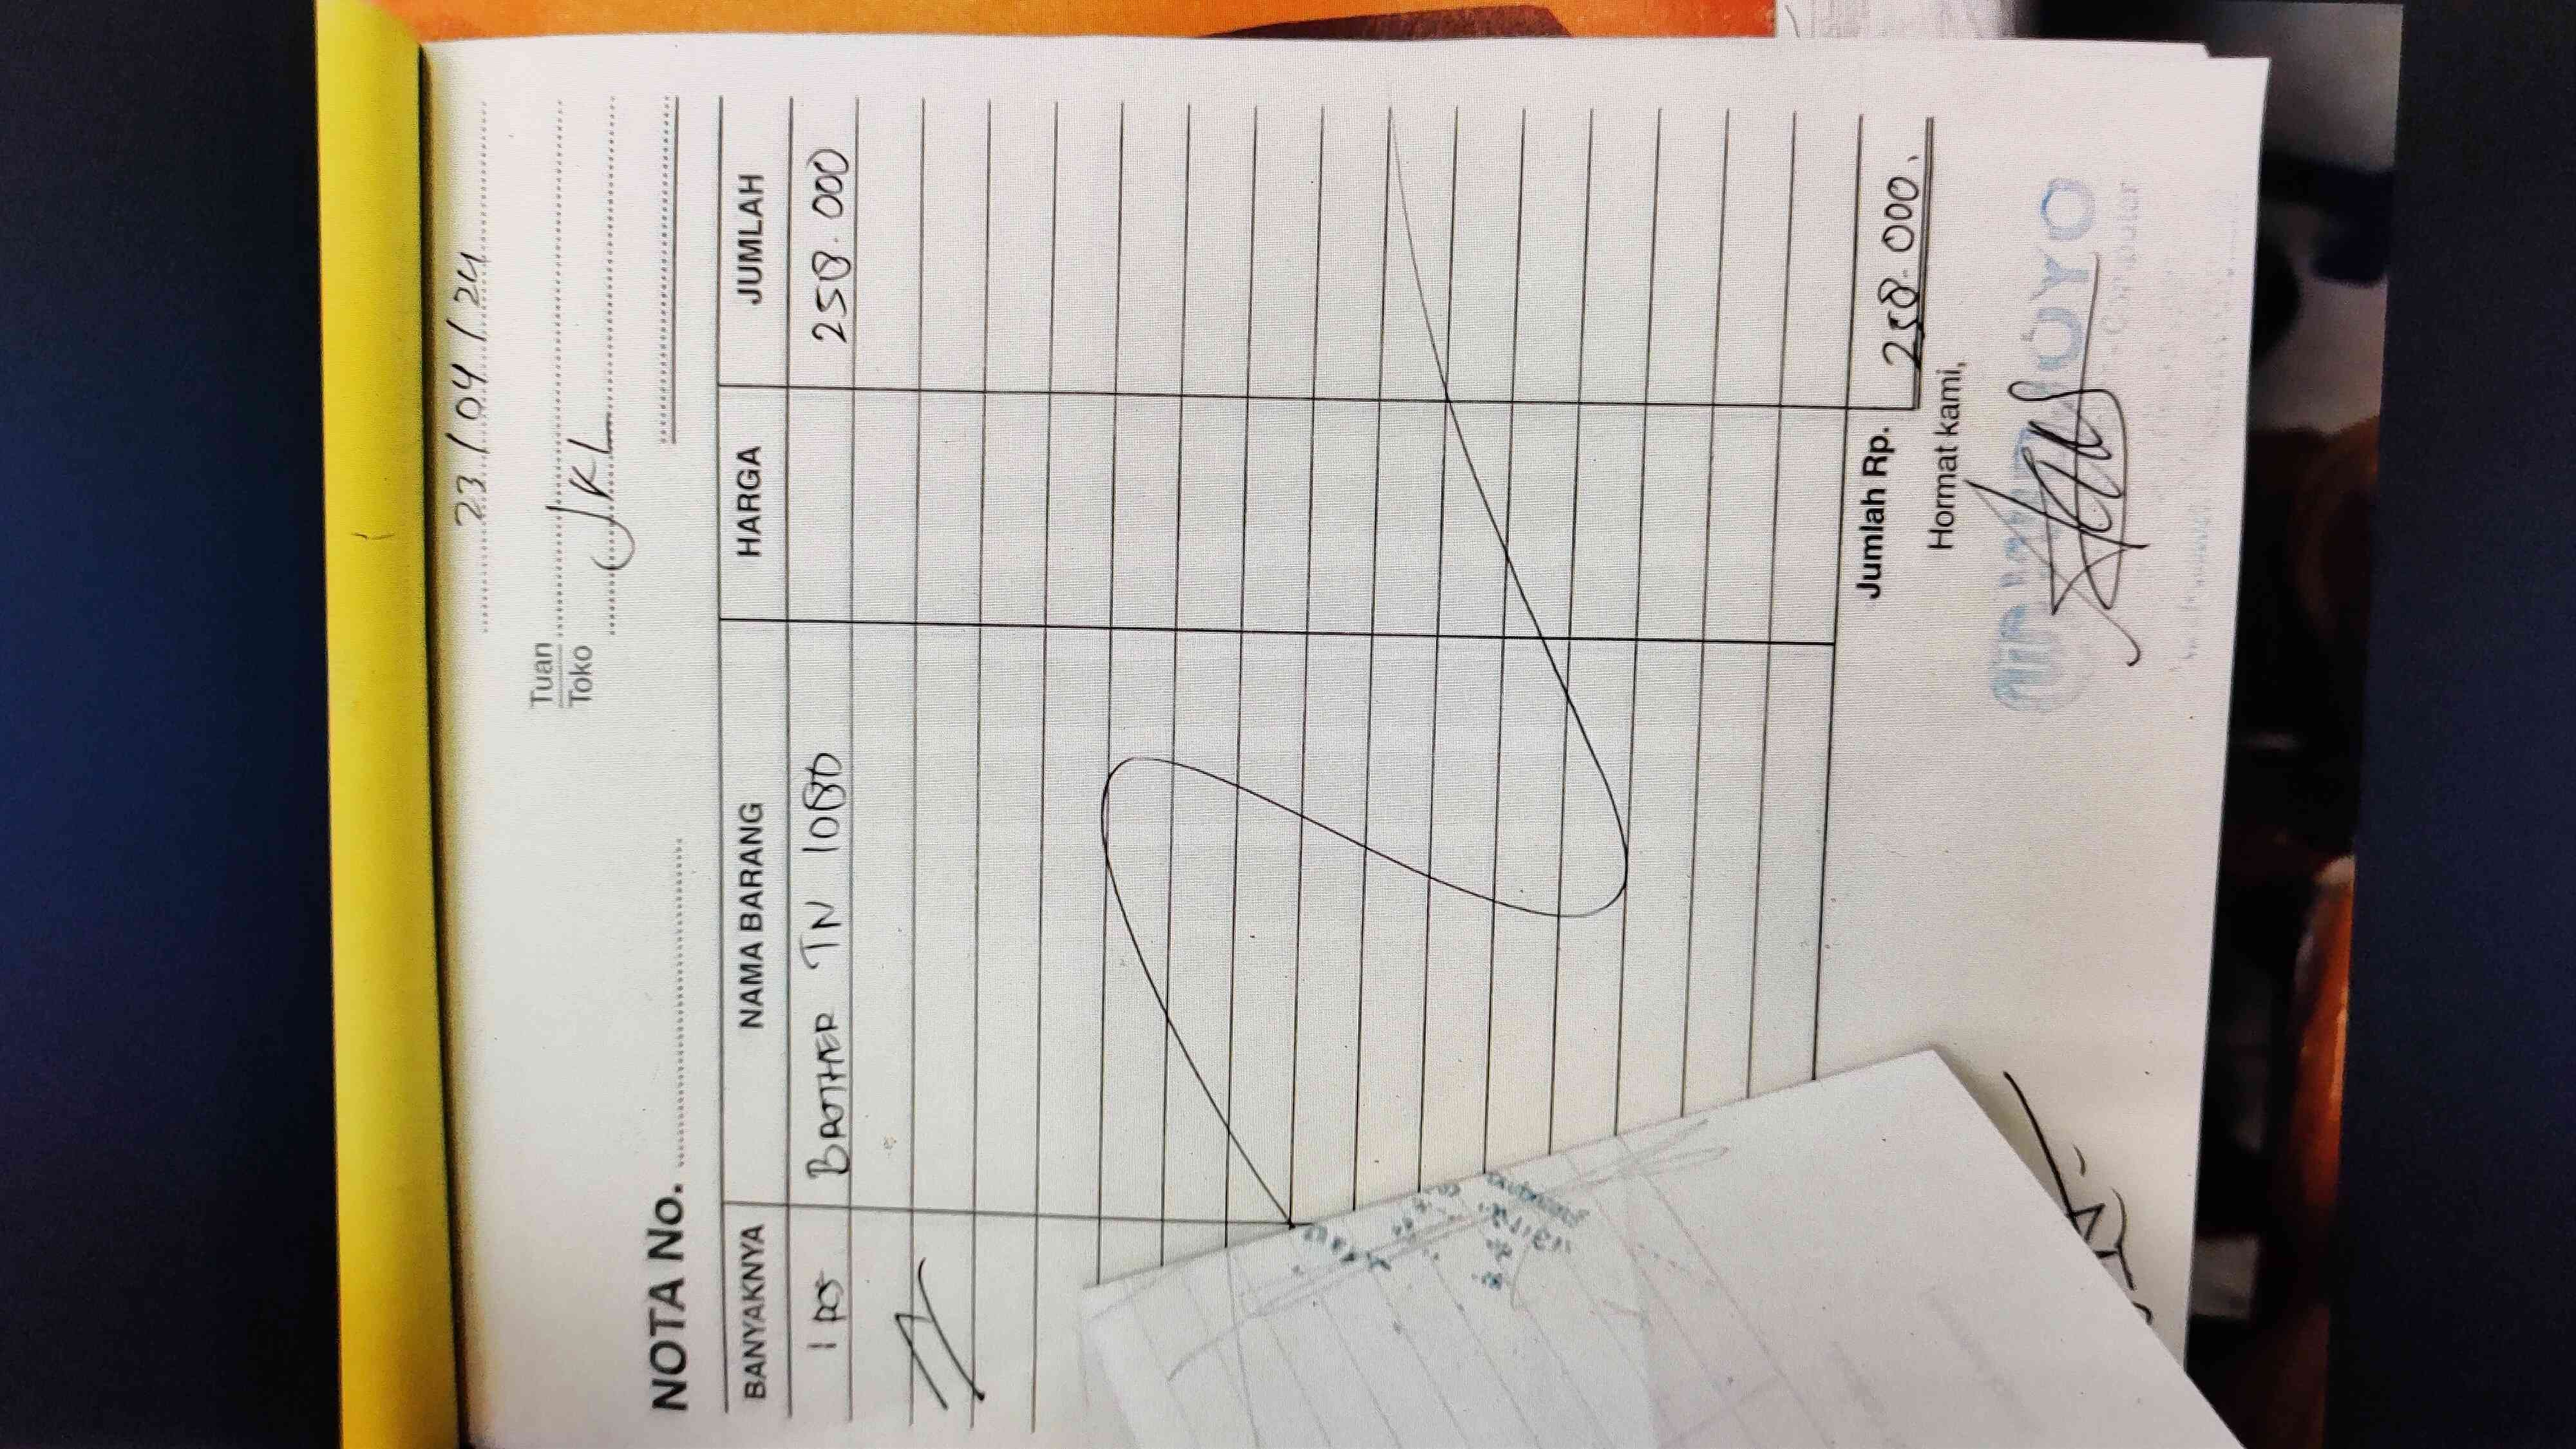 23/04/24
Tuan
Toko
JKL
NOTA No.
BANYAKNYA NAMA BARANG HARGA JUMLAH
1 pcs BROTHER TN 1080 258.000
Jumlah Rp. 258.000,
Hormat kami,